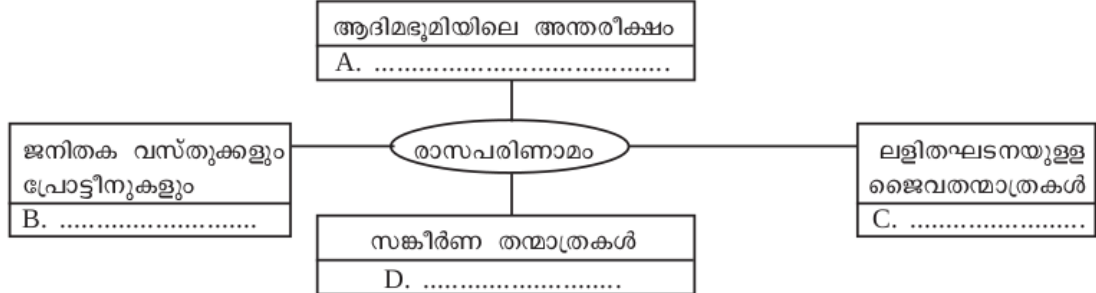 ആദിമഭൂമിയിലെ അന്തരീക്ഷം
A. ............................................
ജനിതക വസ്തുക്കളും
പ്രോട്ടീനുകളും
B. ...........................
രാസപരിണാമം
ലളിതഘടനയുള്ള
ജൈവതന്മാത്രകൾ
C. ........................
സങ്കീർണ തന്മാത്രകൾ
D. ...........................